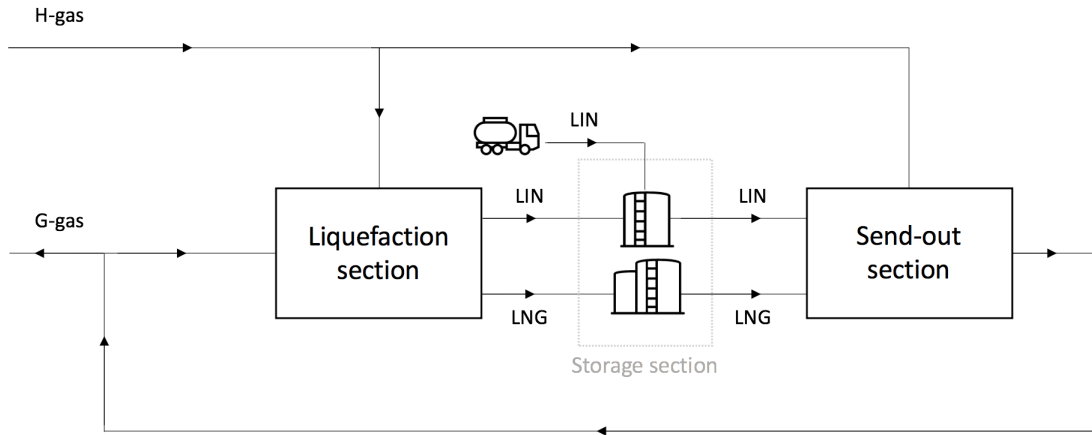 H-gas
LIN
G-gas
Liquefaction
section
LIN
LIN
Send-out
section
LNG
LNG
Storage section